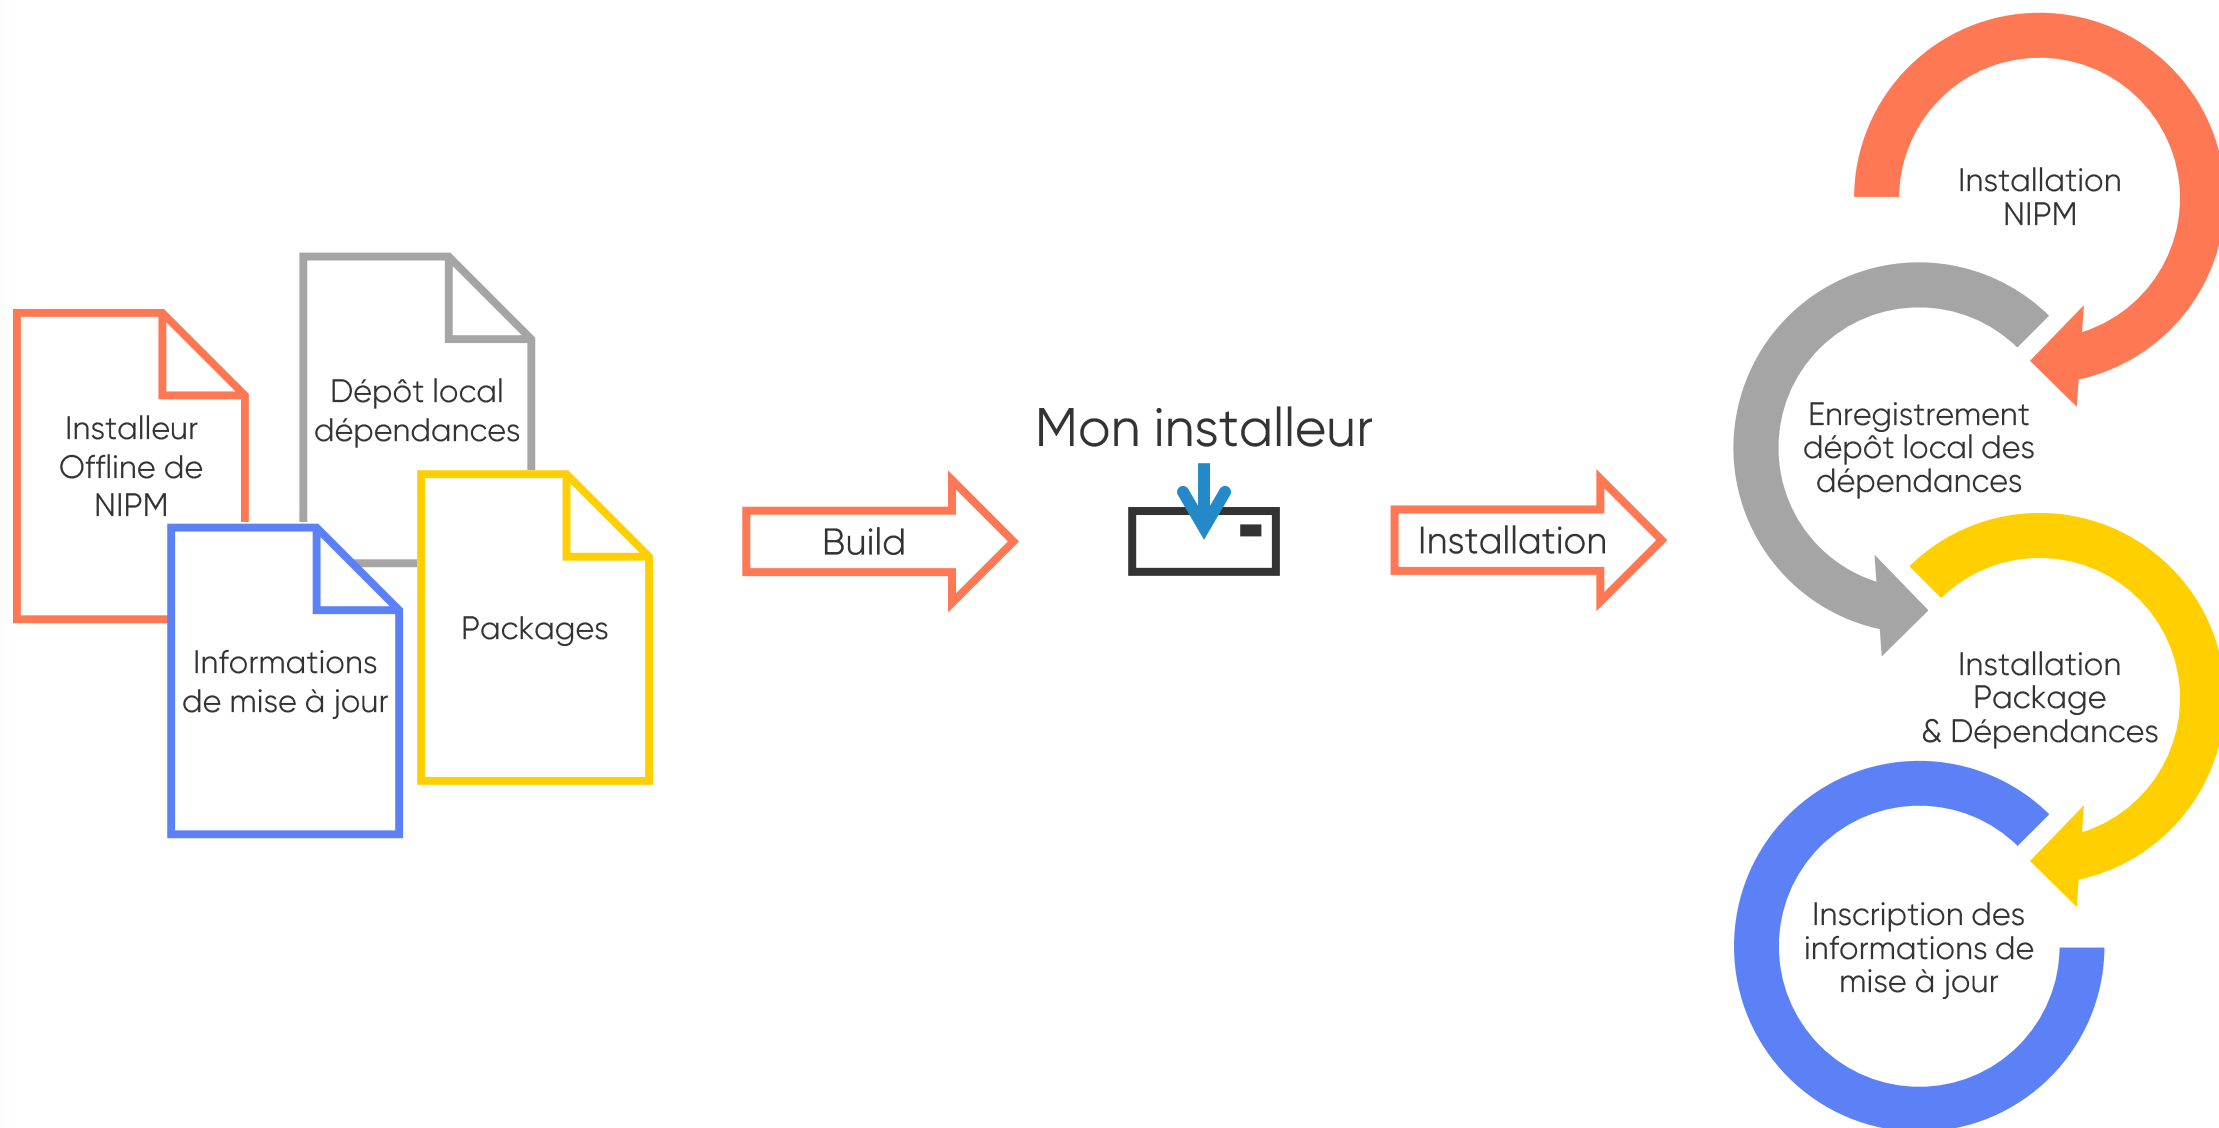 Installeur
Offline de
NIPM
Dépôt local
dépendances
Informations
de mise à jour
Packages
Build
Mon installeur
Installation
Installation
NIPM
Enregistrement
dépôt local des
dépendances
Installation
Package
& Dépendances
Inscription des
informations de
mise à jour